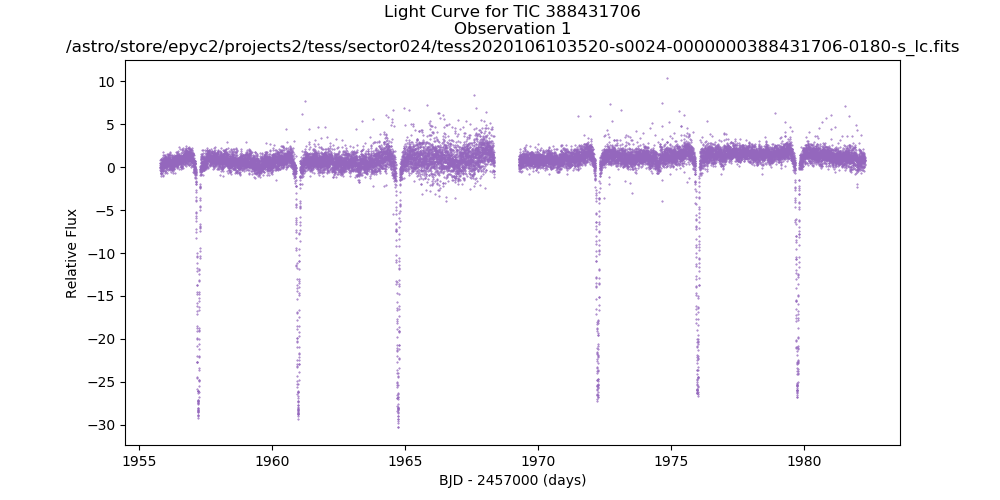 Light Curve for TIC 388431706
Observation 1
/astro/store/epyc2/projects2/tess/sector024/tess2020106103520-s0024-0000000388431706-0180-s_lc.fits
10
5
0
−5
−10
−15
−20
−25
−30
Relative Flux
1955 1960 1965 1970 1975 1980
BJD - 2457000 (days)